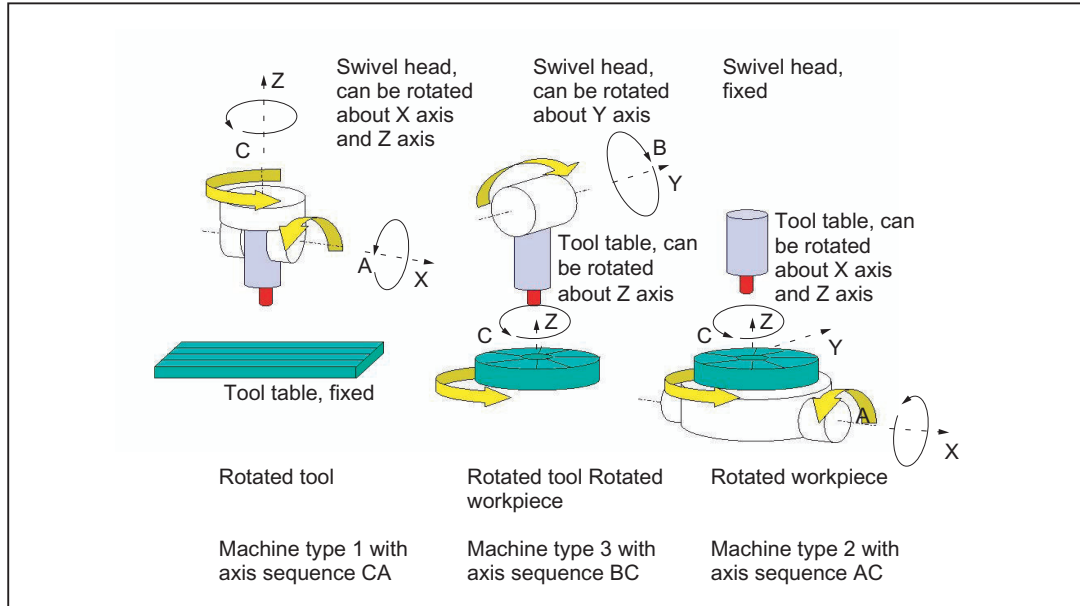 Swivel head,
can be rotated
about X axis
and Z axis
Z
C
A
X
Tool table, fixed
Rotated tool
Machine type 1 with
axis sequence CA
Swivel head,
can be rotated
about Y axis
B
Y
Tool table, can
be rotated
about Z axis
C
Z
Rotated tool Rotated
workpiece
Machine type 3 with
axis sequence BC
Swivel head,
fixed
Tool table, can
be rotated
about X axis
and Z axis
C
Z
Y
A
X
Rotated workpiece
Machine type 2 with
axis sequence AC